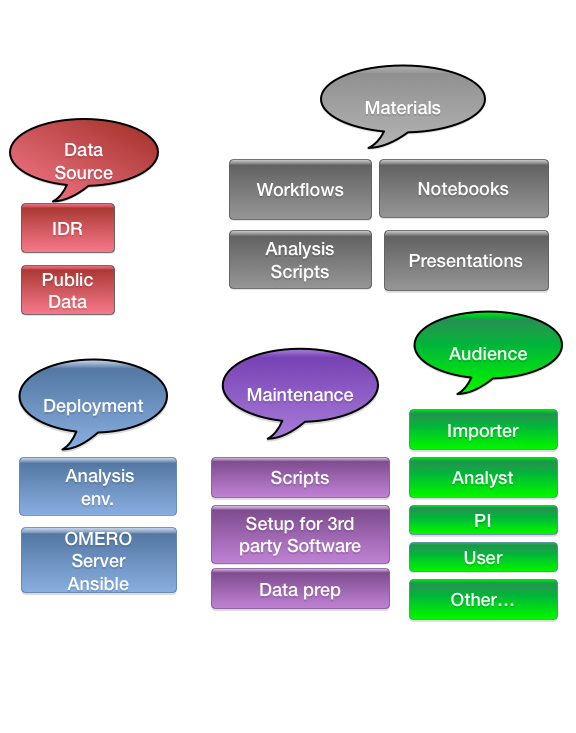 Materials
Workflows
Notebooks
Analysis
Scripts
Presentations
Data
Source
IDR
Public
Data
Audience
Importer
Analyst
PI
User
Other…
Deployment
Analysis
env.
OMERO
Server
Ansible
Maintenance
Scripts
Setup for 3rd
party Software
Data prep